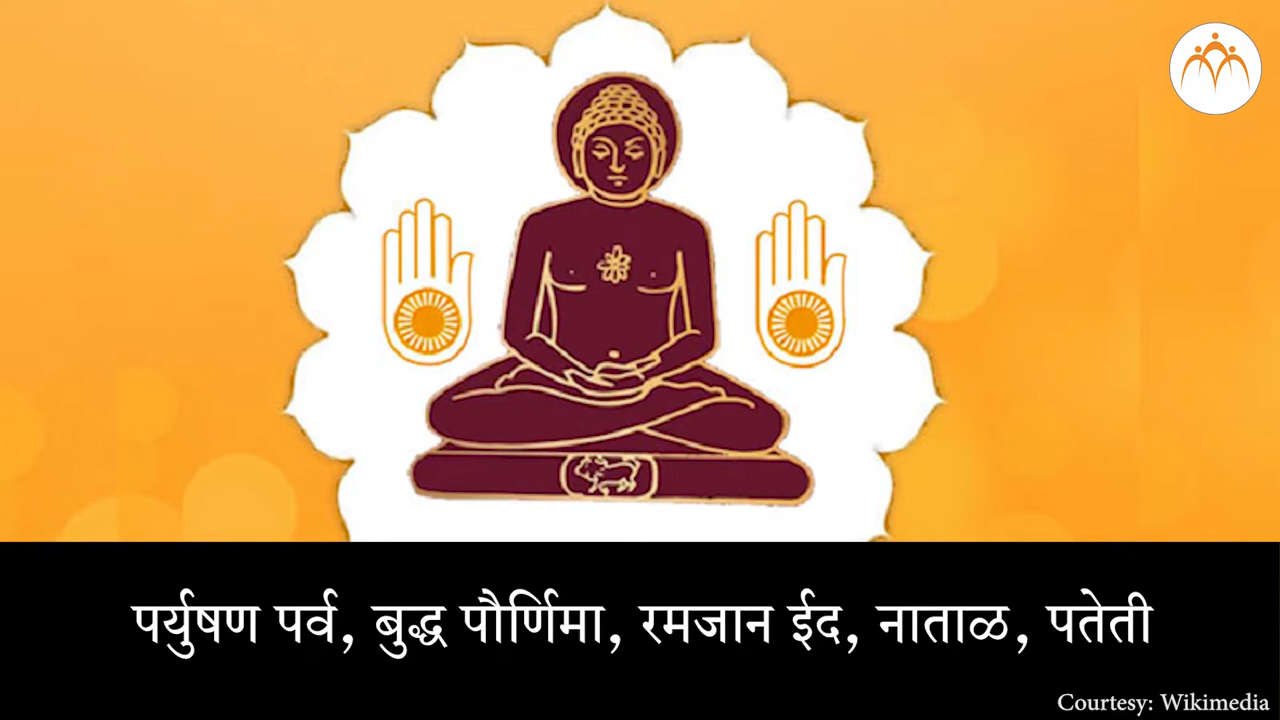 पर्युषण पर्व, बुद्ध पौर्णिमा, रमजान ईद, नाताळ, पतेती
Courtesy: Wikimedia